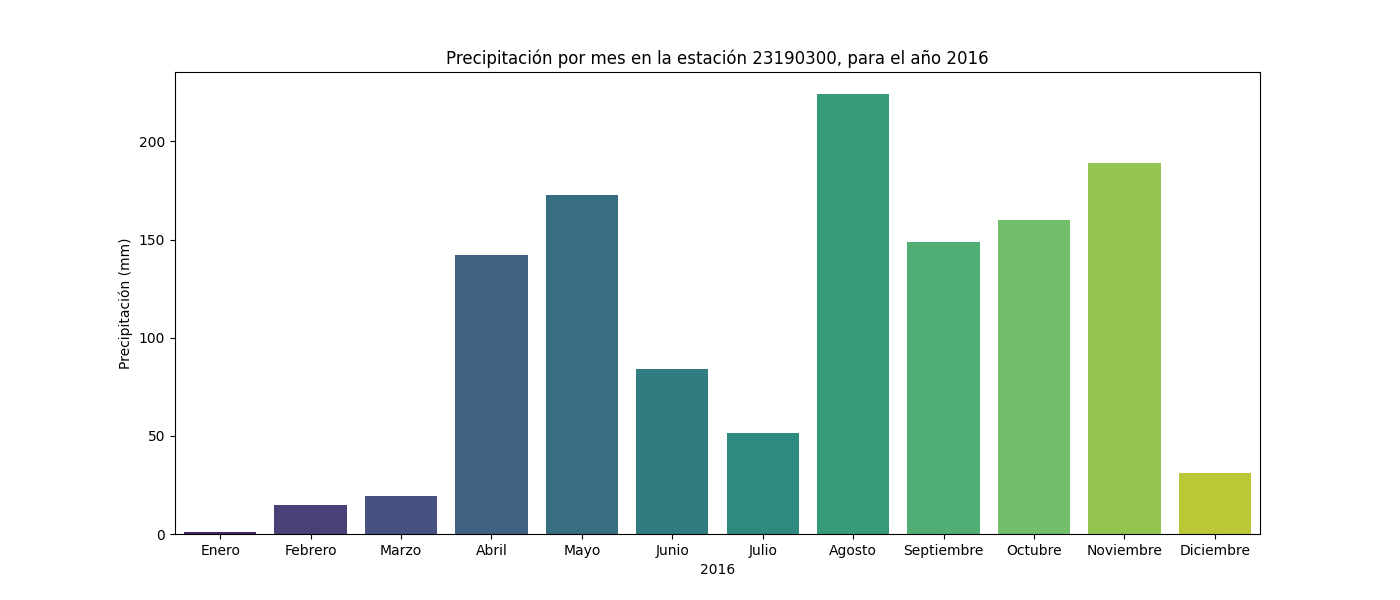 Precipitación por mes en la estación 23190300, para el año 2016
Precipitación (mm)
200
150
100
50
0
Enero Febrero Marzo Abril Mayo Junio Julio Agosto Septiembre Octubre Noviembre Diciembre
2016